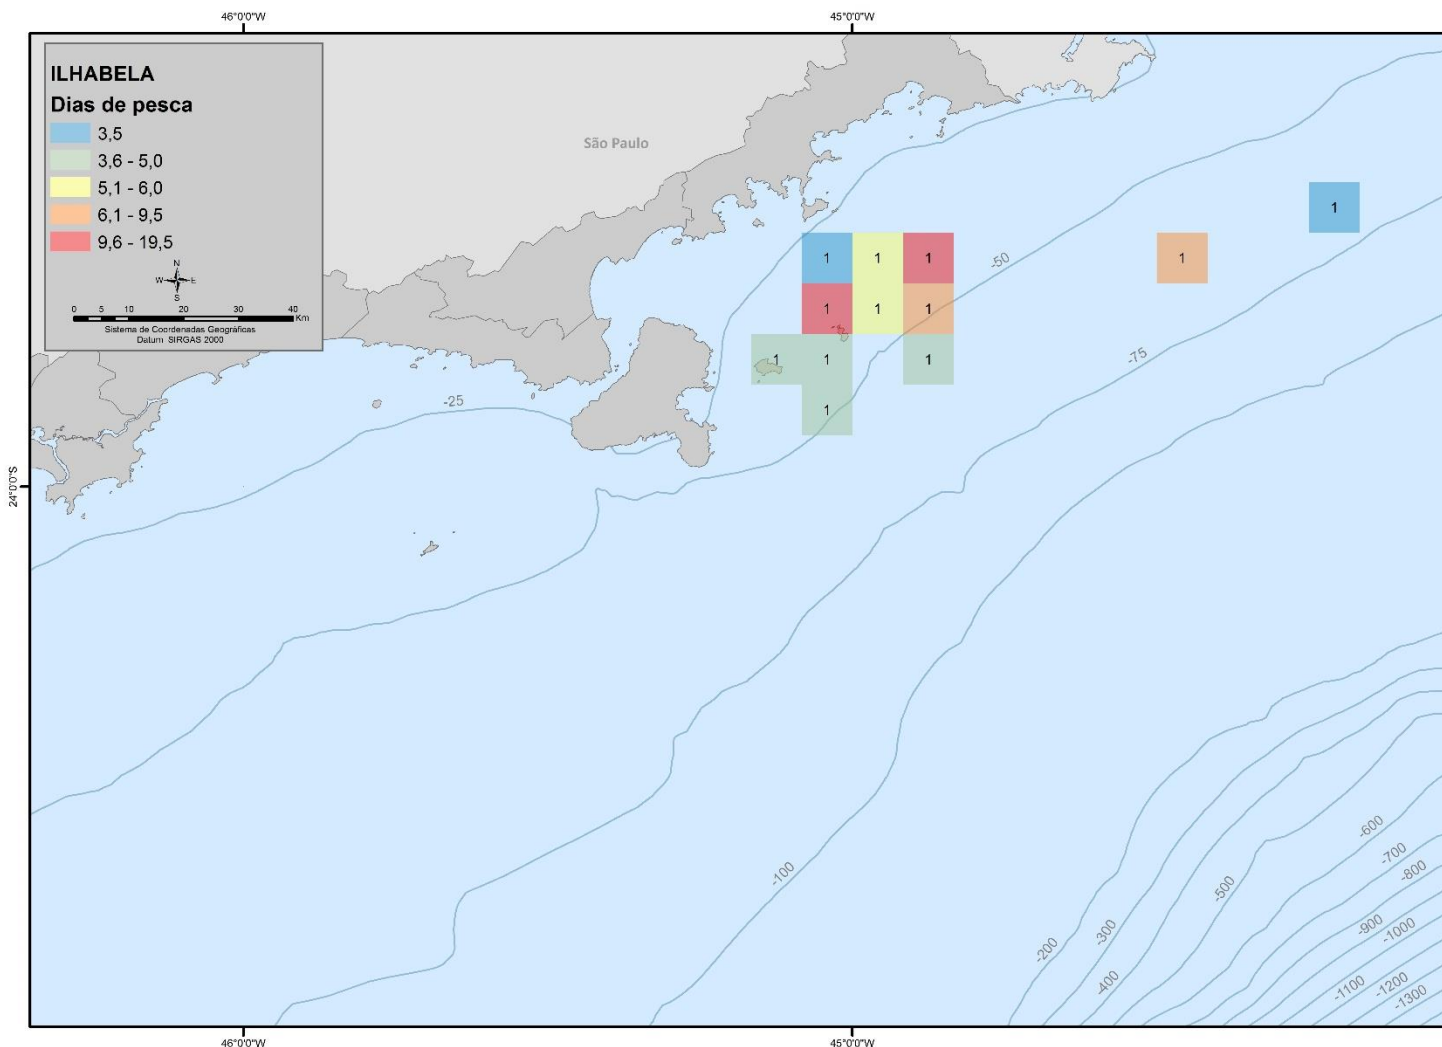 46°0'0"W
45°0'0"W
ILHABELA
Dias de pesca
3,5
3,6 - 5,0
5,1 - 6,0
6,1 - 9,5
9,6 - 19,5
N
W
E
S
0 5 10 20 30 40
Km
Sistema de Coordenadas Geográficas
Datum SIRGAS 2000
São Paulo
1
1 1 1
-50
1
1 1 1
1 1 1
-75
-25
1
24°0'0"S
-100
-200
-300
-400
-500
-600
-700
-800
-900
-1000
-1100
-1200
-1300
46°0'0"W
45°0'0"W